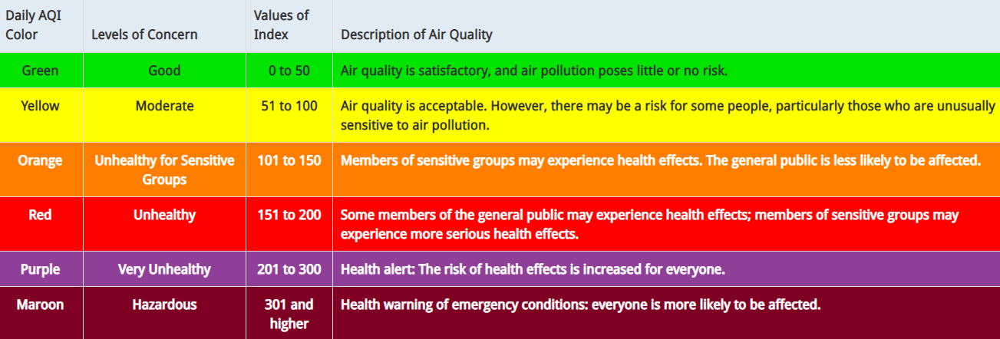 Daily AQI
Color
Levels of Concern
Values of
Index
Description of Air Quality
Green
Good
0 to 50
Air quality is satisfactory, and air pollution poses little or no risk.
Yellow
Moderate
51 to 100
Air quality is acceptable. However, there may be a risk for some people, particularly those who are unusually
sensitive to air pollution.
Orange
Unhealthy for Sensitive
Groups
101 to 150
Members of sensitive groups may experience health effects. The general public is less likely to be affected.
Red
Unhealthy
151 to 200
Some members of the general public may experience health effects; members of sensitive groups may
experience more serious health effects.
Purple
Very Unhealthy
201 to 300
Health alert: The risk of health effects is increased for everyone.
Maroon
Hazardous
301 and
higher
Health warning of emergency conditions: everyone is more likely to be affected.